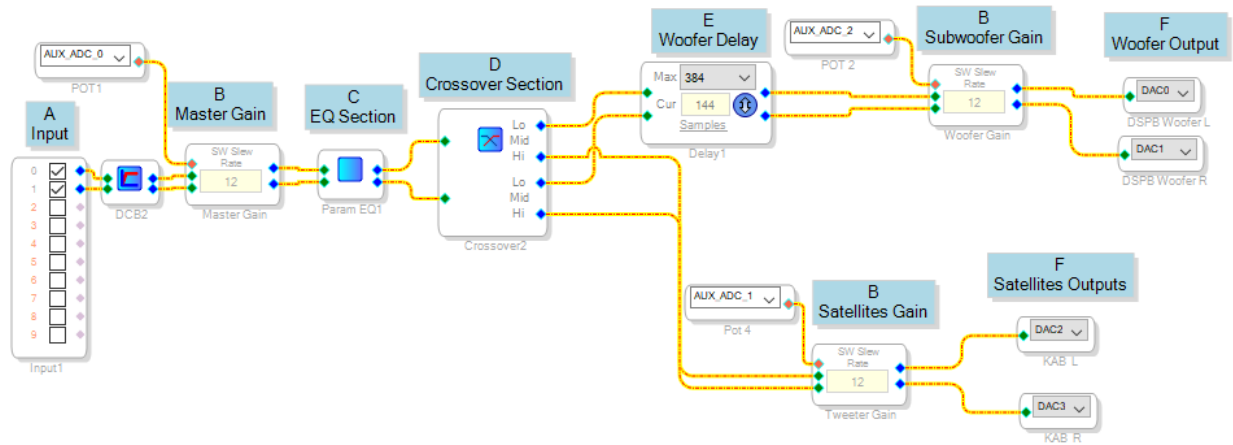 AUX_ADC_0
POT1
A
Input
0
1
2
3
4
5
6
7
8
9
Input1
DCB2
B
Master Gain
SW Slew
Rate
12
Master Gain
C
EQ Section
Param EQ1
D
Crossover Section
Lo
Mid
Hi
Lo
Mid
Hi
Crossover2
E
Woofer Delay
Max 384
Cur 144
Samples
Delay1
AUX_ADC_2
POT 2
B
Subwoofer Gain
SW Slew
Rate
12
Woofer Gain
F
Woofer Output
DAC0
DSPB Woofer L
DAC1
DSPB Woofer R
AUX_ADC_1
Pot 4
B
Satellites Gain
SW Slew
Rate
12
Tweeter Gain
F
Satellites Outputs
DAC2
KAB L
DAC3
KAB R